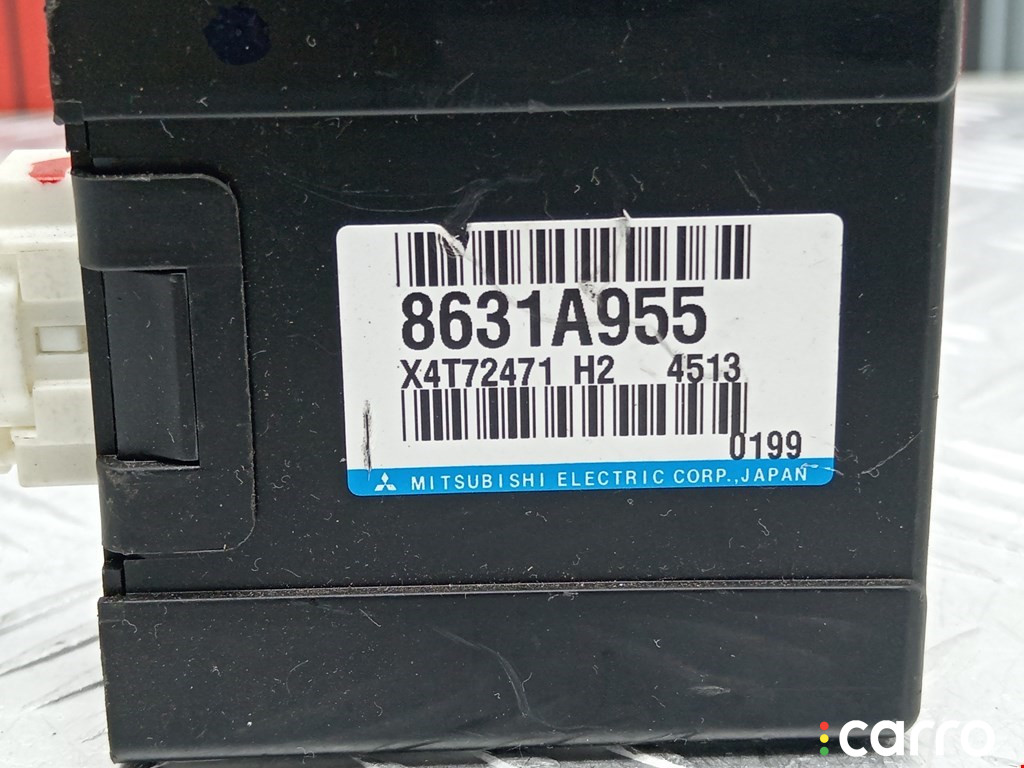 8631A955
X4T72471 H2 4513
0199
MITSUBISHI ELECTRIC CORP.,JAPAN
carro